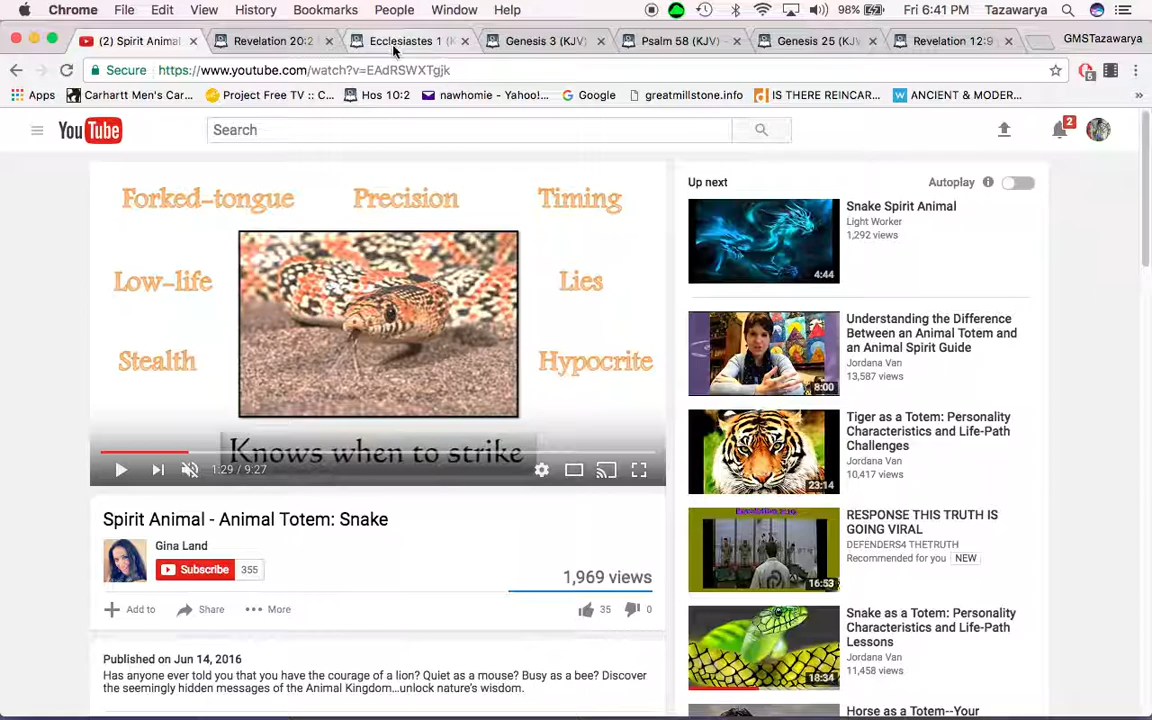 Chrome File Edit View History Bookmarks People Window Help 98% Fri 6:41 PM Tazawarya
(2) Spirit Animal Revelation 20:2 Ecclesiastes 1 (K Genesis 3 (KJV) Psalm 58 (KJV) Genesis 25 (KJV Revelation 12:9 GMSTazawarya
Secure https://www.youtube.com/watch?v=EAdRSWXTgjk 6
Apps Carhartt Men's Car... Project Free TV :: C... Hos 10:2 nawhomie - Yahoo!... Google greatmillstone.info IS THERE REINCAR... ANCIENT & MODER... »
YouTube Search 2
Forked-tongue Precision Timing
Low-life Lies
Stealth Hypocrite
Knows when to strike
1:29 / 9:27
Spirit Animal - Animal Totem: Snake
Gina Land
Subscribe 355
1,969 views
Add to Share More 35 0
Published on Jun 14, 2016
Has anyone ever told you that you have the courage of a lion? Quiet as a mouse? Busy as a bee? Discover
the seemingly hidden messages of the Animal Kingdom...unlock nature's wisdom.
Up next Autoplay
Snake Spirit Animal
Light Worker
1,292 views
4:44
Understanding the Difference
Between an Animal Totem and
an Animal Spirit Guide
Jordana Van
13,587 views
8:00
Tiger as a Totem: Personality
Characteristics and Life-Path
Challenges
Jordana Van
10,417 views
23:14
RESPONSE THIS TRUTH IS
GOING VIRAL
DEFENDERS4 THETRUTH
Recommended for you NEW
16:53
Snake as a Totem: Personality
Characteristics and Life-Path
Lessons
Jordana Van
11,458 views
18:34
Horse as a Totem--Your